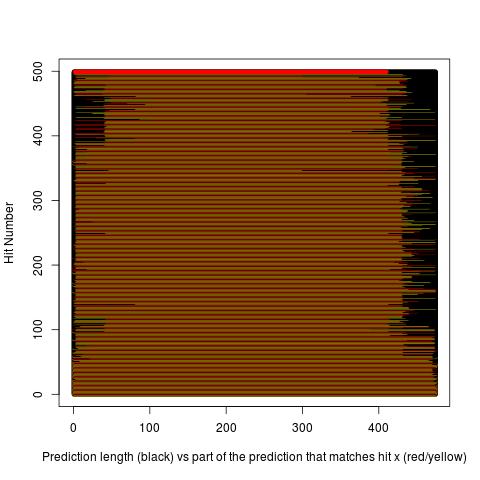 500
400
300
200
100
0
Hit Number
0 100 200 300 400
Prediction length (black) vs part of the prediction that matches hit x (red/yellow)